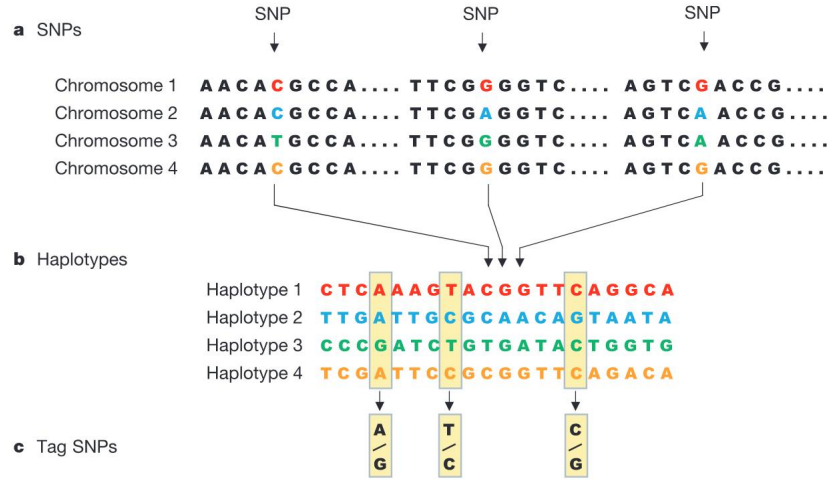 SNP SNP SNP
a SNPs
Chromosome 1 AACACGCCA.... TTCGGGGTC.... AGTCGACCG....
Chromosome 2 AACACGCCA.... TTCGAGGTC.... AGTCAACCG....
Chromosome 3 AACATGCCA.... TTCGGGGTC.... AGTCAACCG....
Chromosome 4 AACACGCCA.... TTCGGGGTC.... AGTCGACCG....
b Haplotypes
Haplotype 1 CTCAAAGTACGGTTCAGGCA
Haplotype 2 TTGATTGCGCAACAGTAATA
Haplotype 3 CCCGATCTGTGATACTGGTG
Haplotype 4 TCGATTCCGCGGTTCAGACA
A T C
/ / /
G C G
c Tag SNPs